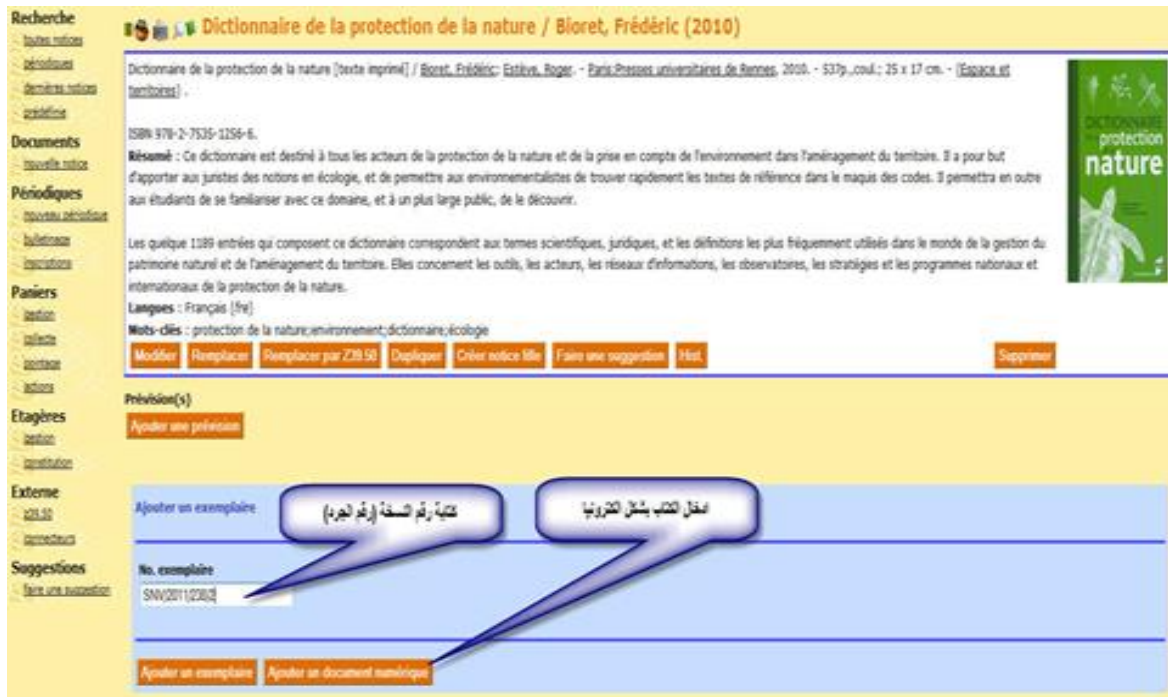 Recherche
toutes notices
périodiques
dernières notices
prédéfinie
Documents
nouvelle notice
Périodiques
nouveau périodique
bulletinage
inscriptions
Paniers
gestion
collecte
pointage
actions
Etagères
gestion
constitution
Externe
z39.50
connecteurs
Suggestions
faire une suggestion
Dictionnaire de la protection de la nature / Bioret, Frédéric (2010)
Dictionnaire de la protection de la nature [texte imprimé] / Bioret, Frédéric; Estève, Roger. - Paris:Presses universitaires de Rennes, 2010. - 537p.,coul.; 25 x 17 cm. - (Espace et
territoires) .
ISBN 978-2-7535-1256-6.
Résumé : Ce dictionnaire est destiné à tous les acteurs de la protection de la nature et de la prise en compte de l'environnement dans l'aménagement du territoire. Il a pour but
d'apporter aux juristes des notions en écologie, et de permettre aux environnementalistes de trouver rapidement les textes de référence dans le maquis des codes. Il permettra en outre
aux étudiants de se familiariser avec ce domaine, et à un plus large public, de le découvrir.
Les quelque 1189 entrées qui composent ce dictionnaire correspondent aux termes scientifiques, juridiques, et les définitions les plus fréquemment utilisés dans le monde de la gestion du
patrimoine naturel et de l'aménagement du territoire. Elles concernent les outils, les acteurs, les réseaux d'informations, les observatoires, les stratégies et les programmes nationaux et
internationaux de la protection de la nature.
Langues : Français (fre)
Mots-clés : protection de la nature;environnement;dictionnaire;écologie
Modifier Remplacer Remplacer par Z39.50 Dupliquer Créer notice fille Faire une suggestion Hist. Supprimer
DICTIONNAIRE
protection
nature
Prévision(s)
Ajouter une prévision
Ajouter un exemplaire
كتابة رقم النسخة (رقم الجرد)
ادخال الكتاب بشكل الكترونيا
No. exemplaire
SNV|2011|230|2
Ajouter un exemplaire Ajouter un document numérique